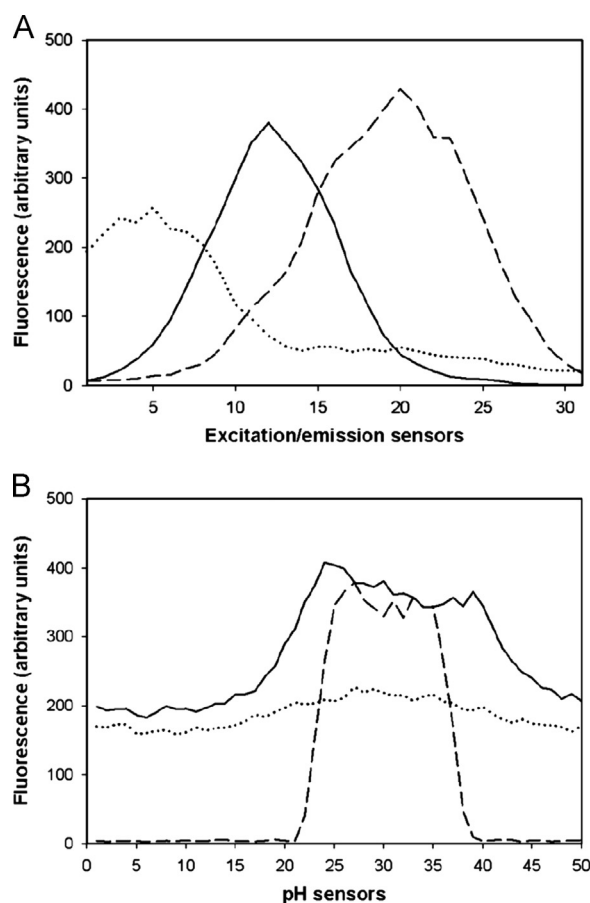 A
500
400
300
200
100
0
Fluorescence (arbitrary units)
5 10 15 20 25 30
Excitation/emission sensors
B
500
400
300
200
100
0
Fluorescence (arbitrary units)
0 5 10 15 20 25 30 35 40 45 50
pH sensors